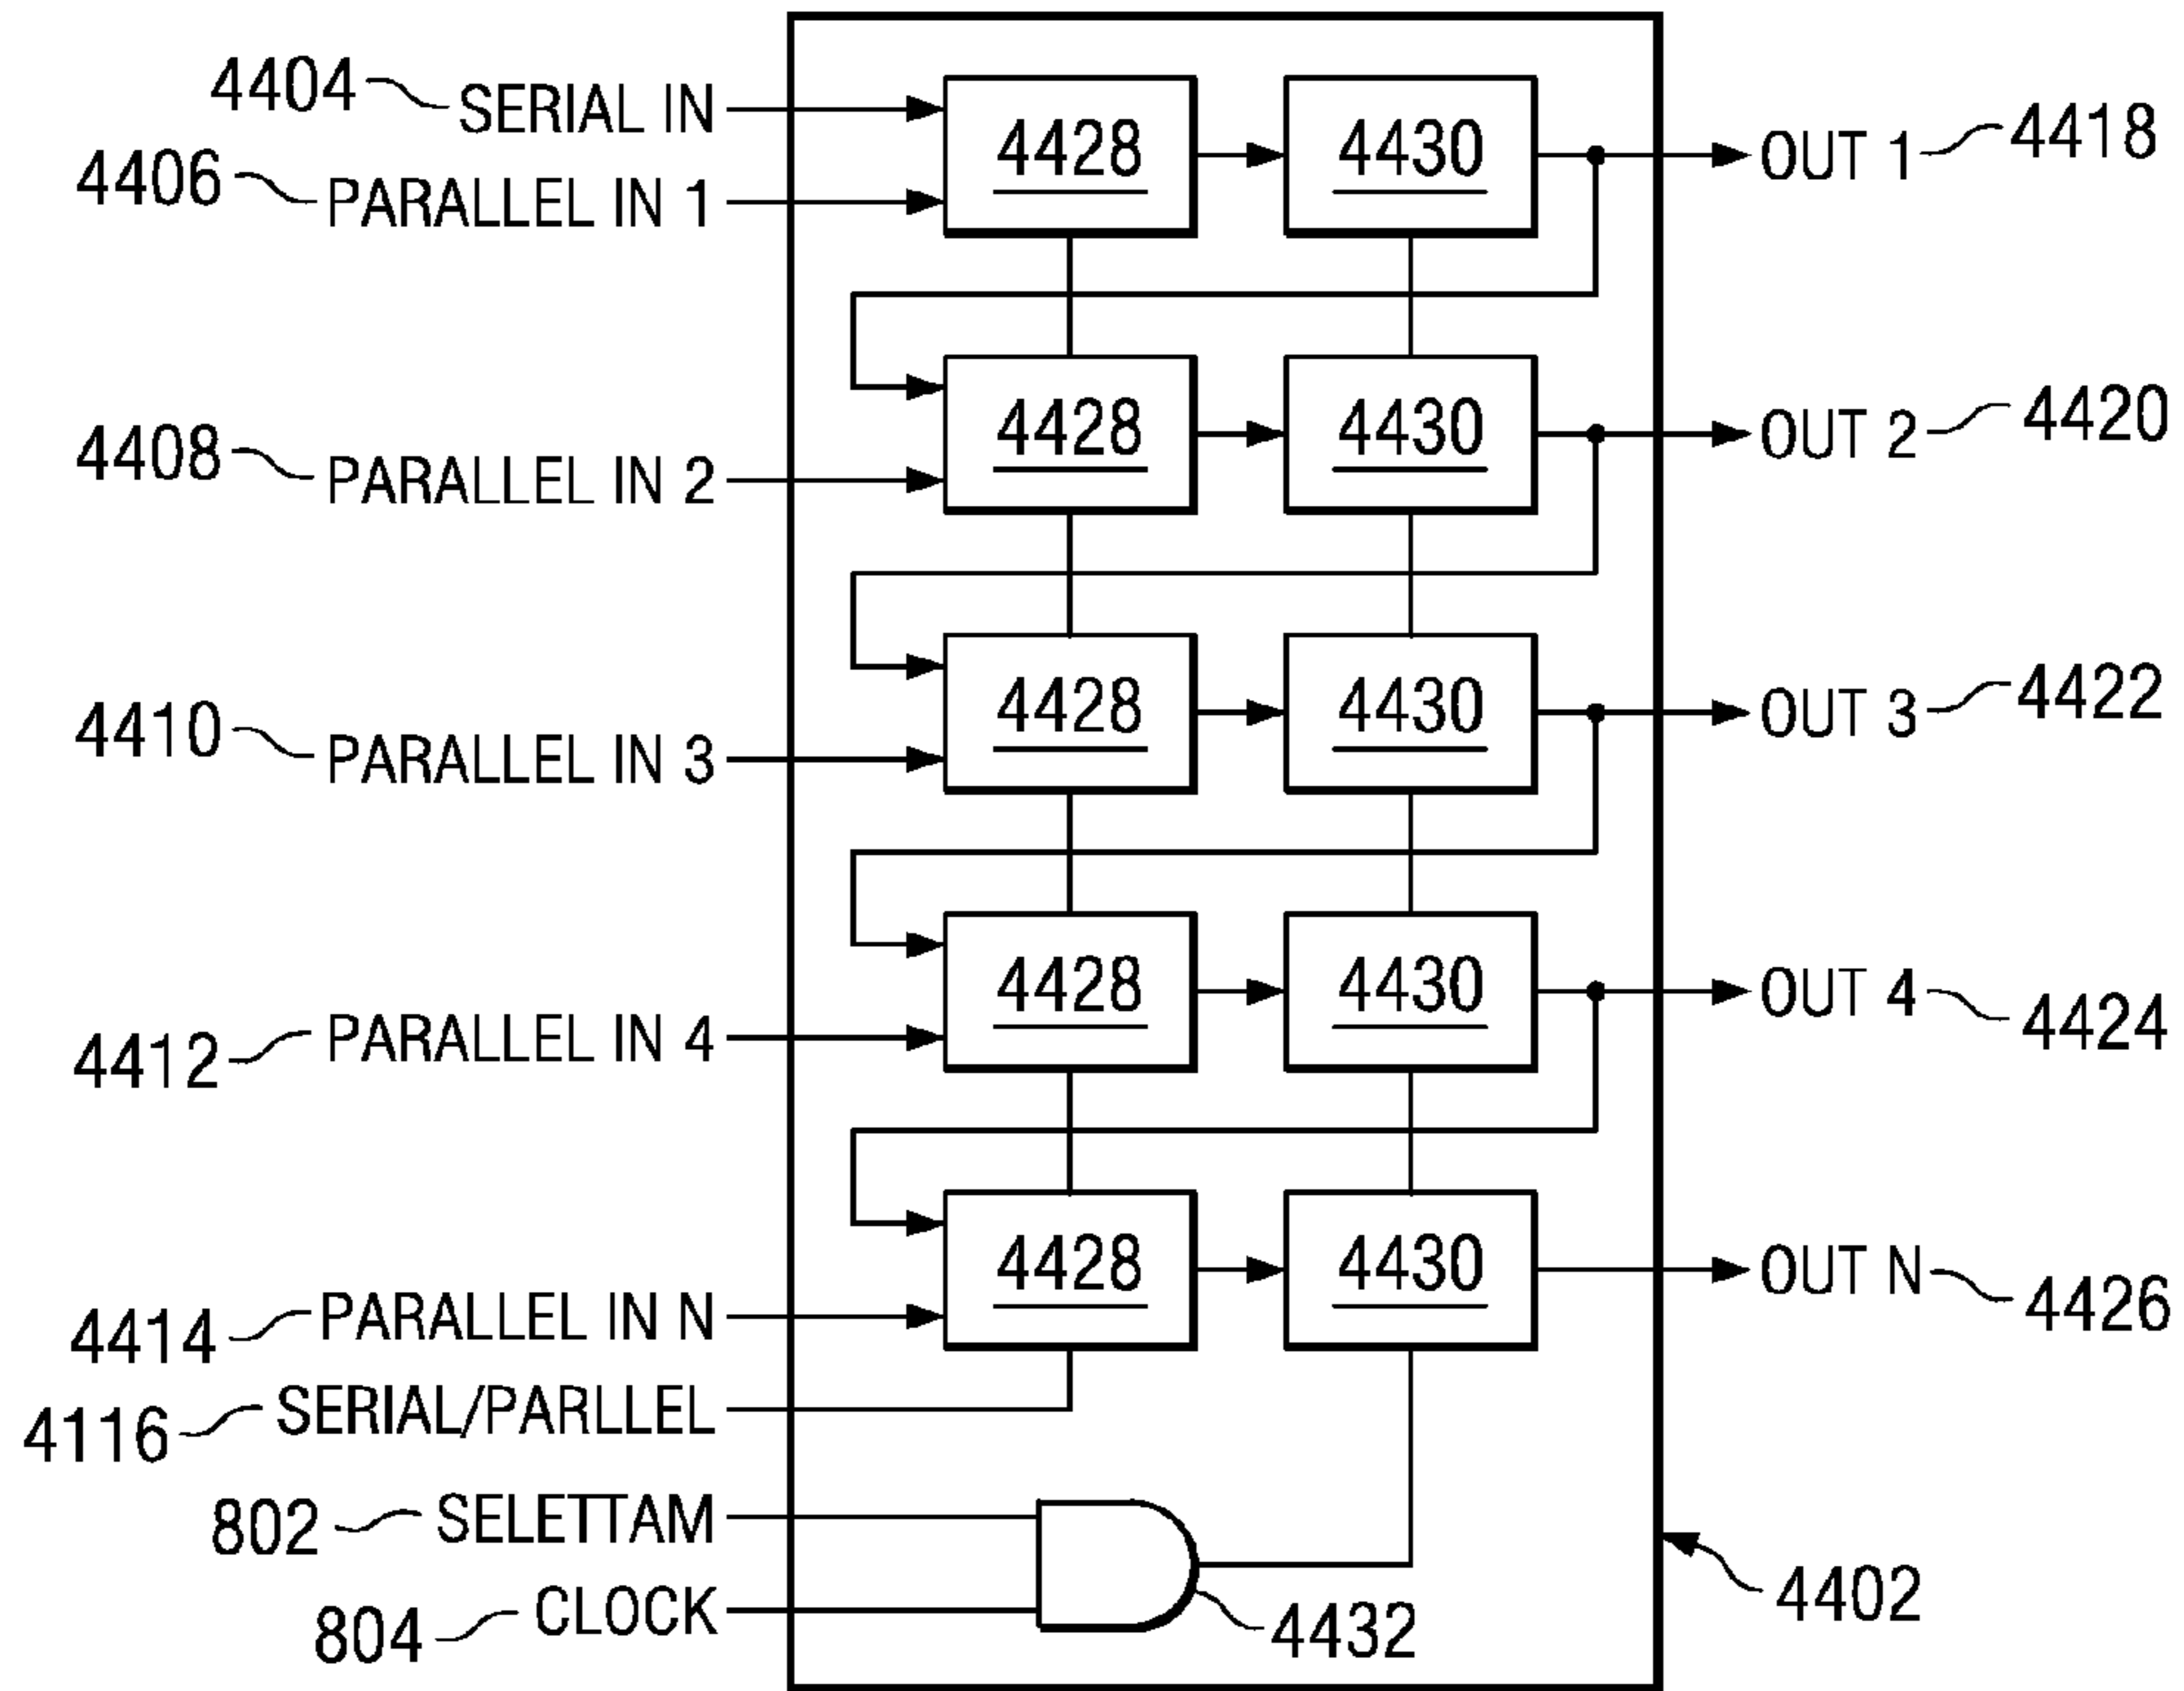 4404 SERIAL IN 4428 4430 OUT 1 4418
4406 PARALLEL IN 1
4408 PARALLEL IN 2 4428 4430 OUT 2 4420
4410 PARALLEL IN 3 4428 4430 OUT 3 4422
4412 PARALLEL IN 4 4428 4430 OUT 4 4424
4414 PARALLEL IN N 4428 4430 OUT N 4426
4116 SERIAL/PARLLEL
802 SELETTAM
804 CLOCK 4432 4402